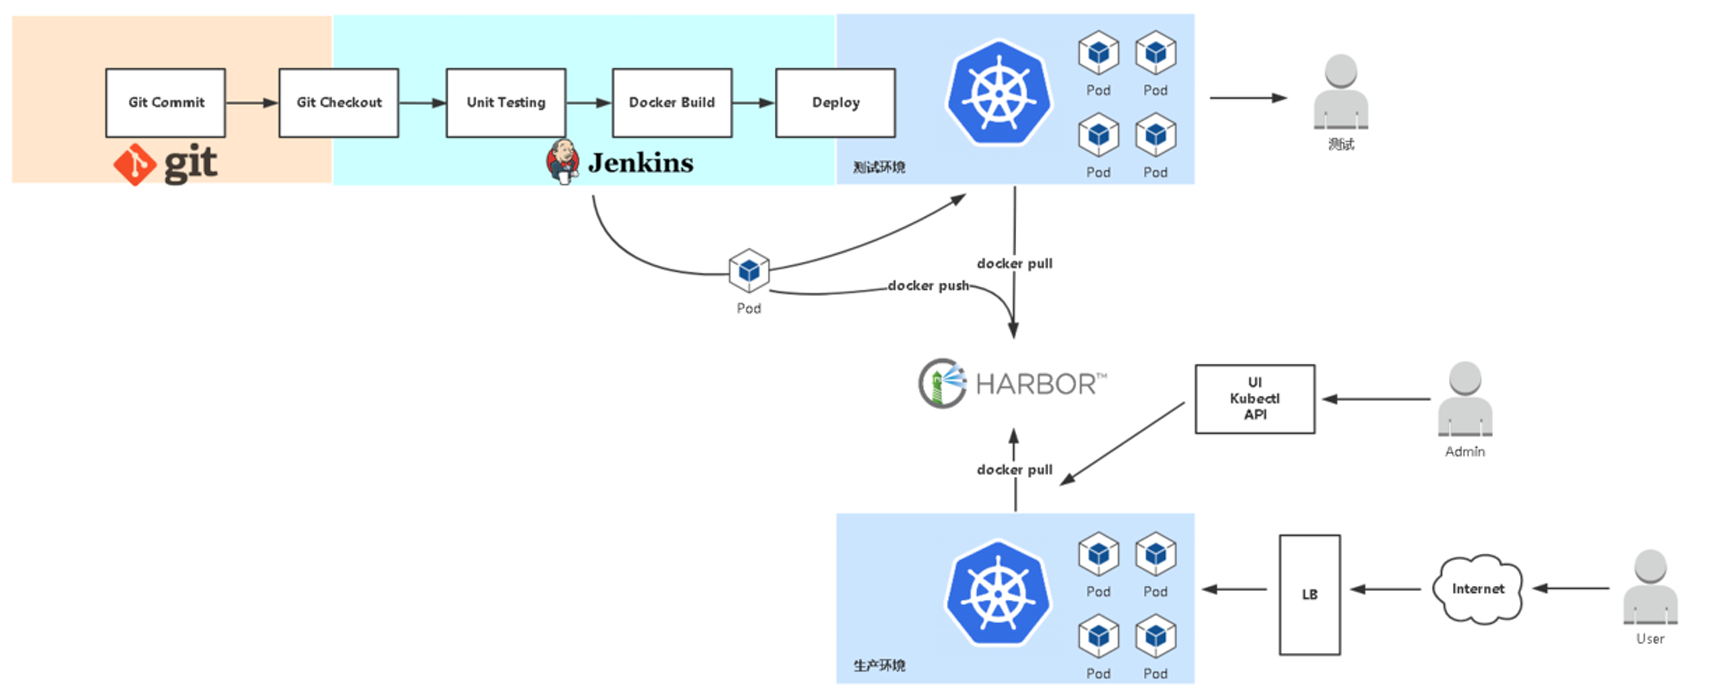 Git Commit
Git Checkout
Unit Testing
Docker Build
Deploy
git
Jenkins
测试环境
Pod
Pod
Pod
Pod
测试
Pod
docker pull
docker push
HARBOR™
UI
Kubectl
API
Admin
docker pull
生产环境
Pod
Pod
Pod
Pod
LB
Internet
User